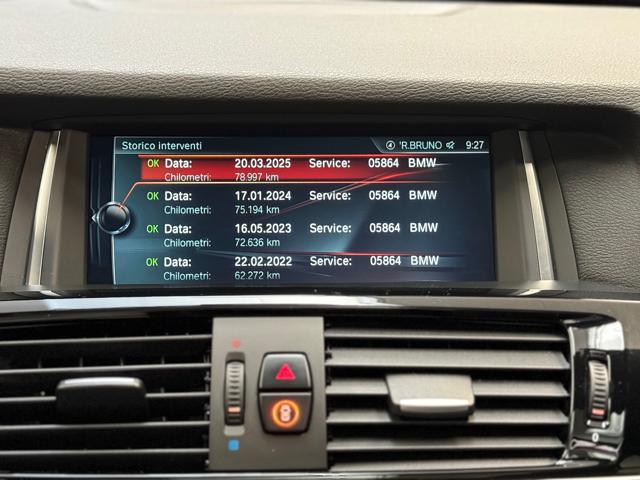 Storico interventi 'R.BRUNO 9:27
OK Data: 20.03.2025 Service: 05864 BMW
Chilometri: 78.997 km
OK Data: 17.01.2024 Service: 05864 BMW
Chilometri: 75.194 km
OK Data: 16.05.2023 Service: 05864 BMW
Chilometri: 72.636 km
OK Data: 22.02.2022 Service: 05864 BMW
Chilometri: 62.272 km
0